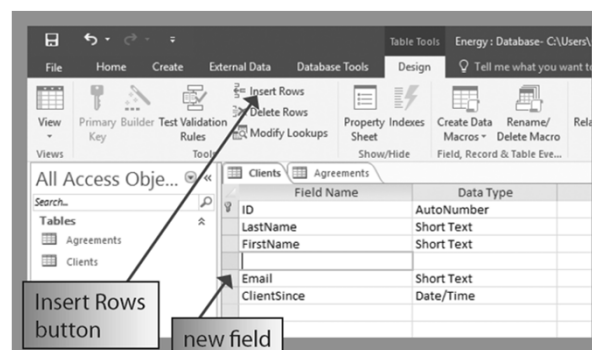 Table Tools Energy : Database- C:\Users\
File Home Create External Data Database Tools Design Tell me what you want to
View
Primary Key
Builder
Test Validation Rules
Insert Rows
Delete Rows
Modify Lookups
Property Sheet
Indexes
Create Data Macros
Rename/ Delete Macro
Rela
Views Tools Show/Hide Field, Record & Table Eve...
All Access Obje...
Search...
Tables
Agreements
Clients
Clients Agreements
Field Name Data Type
ID AutoNumber
LastName Short Text
FirstName Short Text
Email Short Text
ClientSince Date/Time
Insert Rows
button
new field